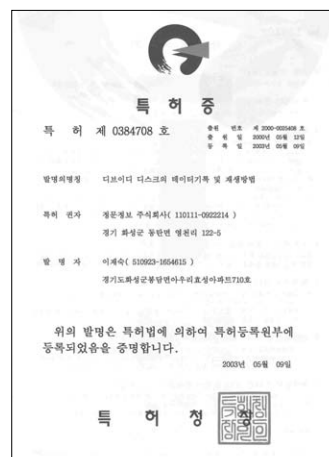 특허증
특 허 제 0384708 호
출원 번호 제 2000-0025408 호
출 원 일 2000년 05월 12일
등 록 일 2003년 05월 09일
발명의명칭 디브이디 디스크의 데이터기록 및 재생방법
특허 권자 정문정보 주식회사( 110111-0922214 )
경기 화성군 동탄면 영천리 122-5
발 명 자 이재숙( 510923-1654615 )
경기도화성군봉담면아우리효성아파트710호
위의 발명은 특허법에 의하여 특허등록원부에
등록되었음을 증명합니다.
2003년 05월 09일
특 허 청 장